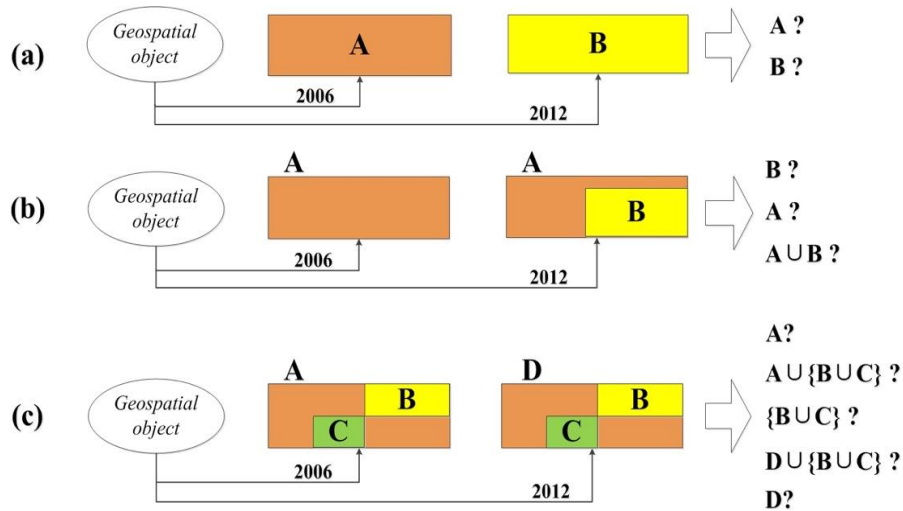 (a)
Geospatial
object
A
B
2006
2012
A ?
B ?
(b)
Geospatial
object
A
A
B
2006
2012
B ?
A ?
A ∪ B ?
(c)
Geospatial
object
A
B
C
D
B
C
2006
2012
A?
A ∪ {B ∪ C} ?
{B ∪ C} ?
D ∪ {B ∪ C} ?
D?